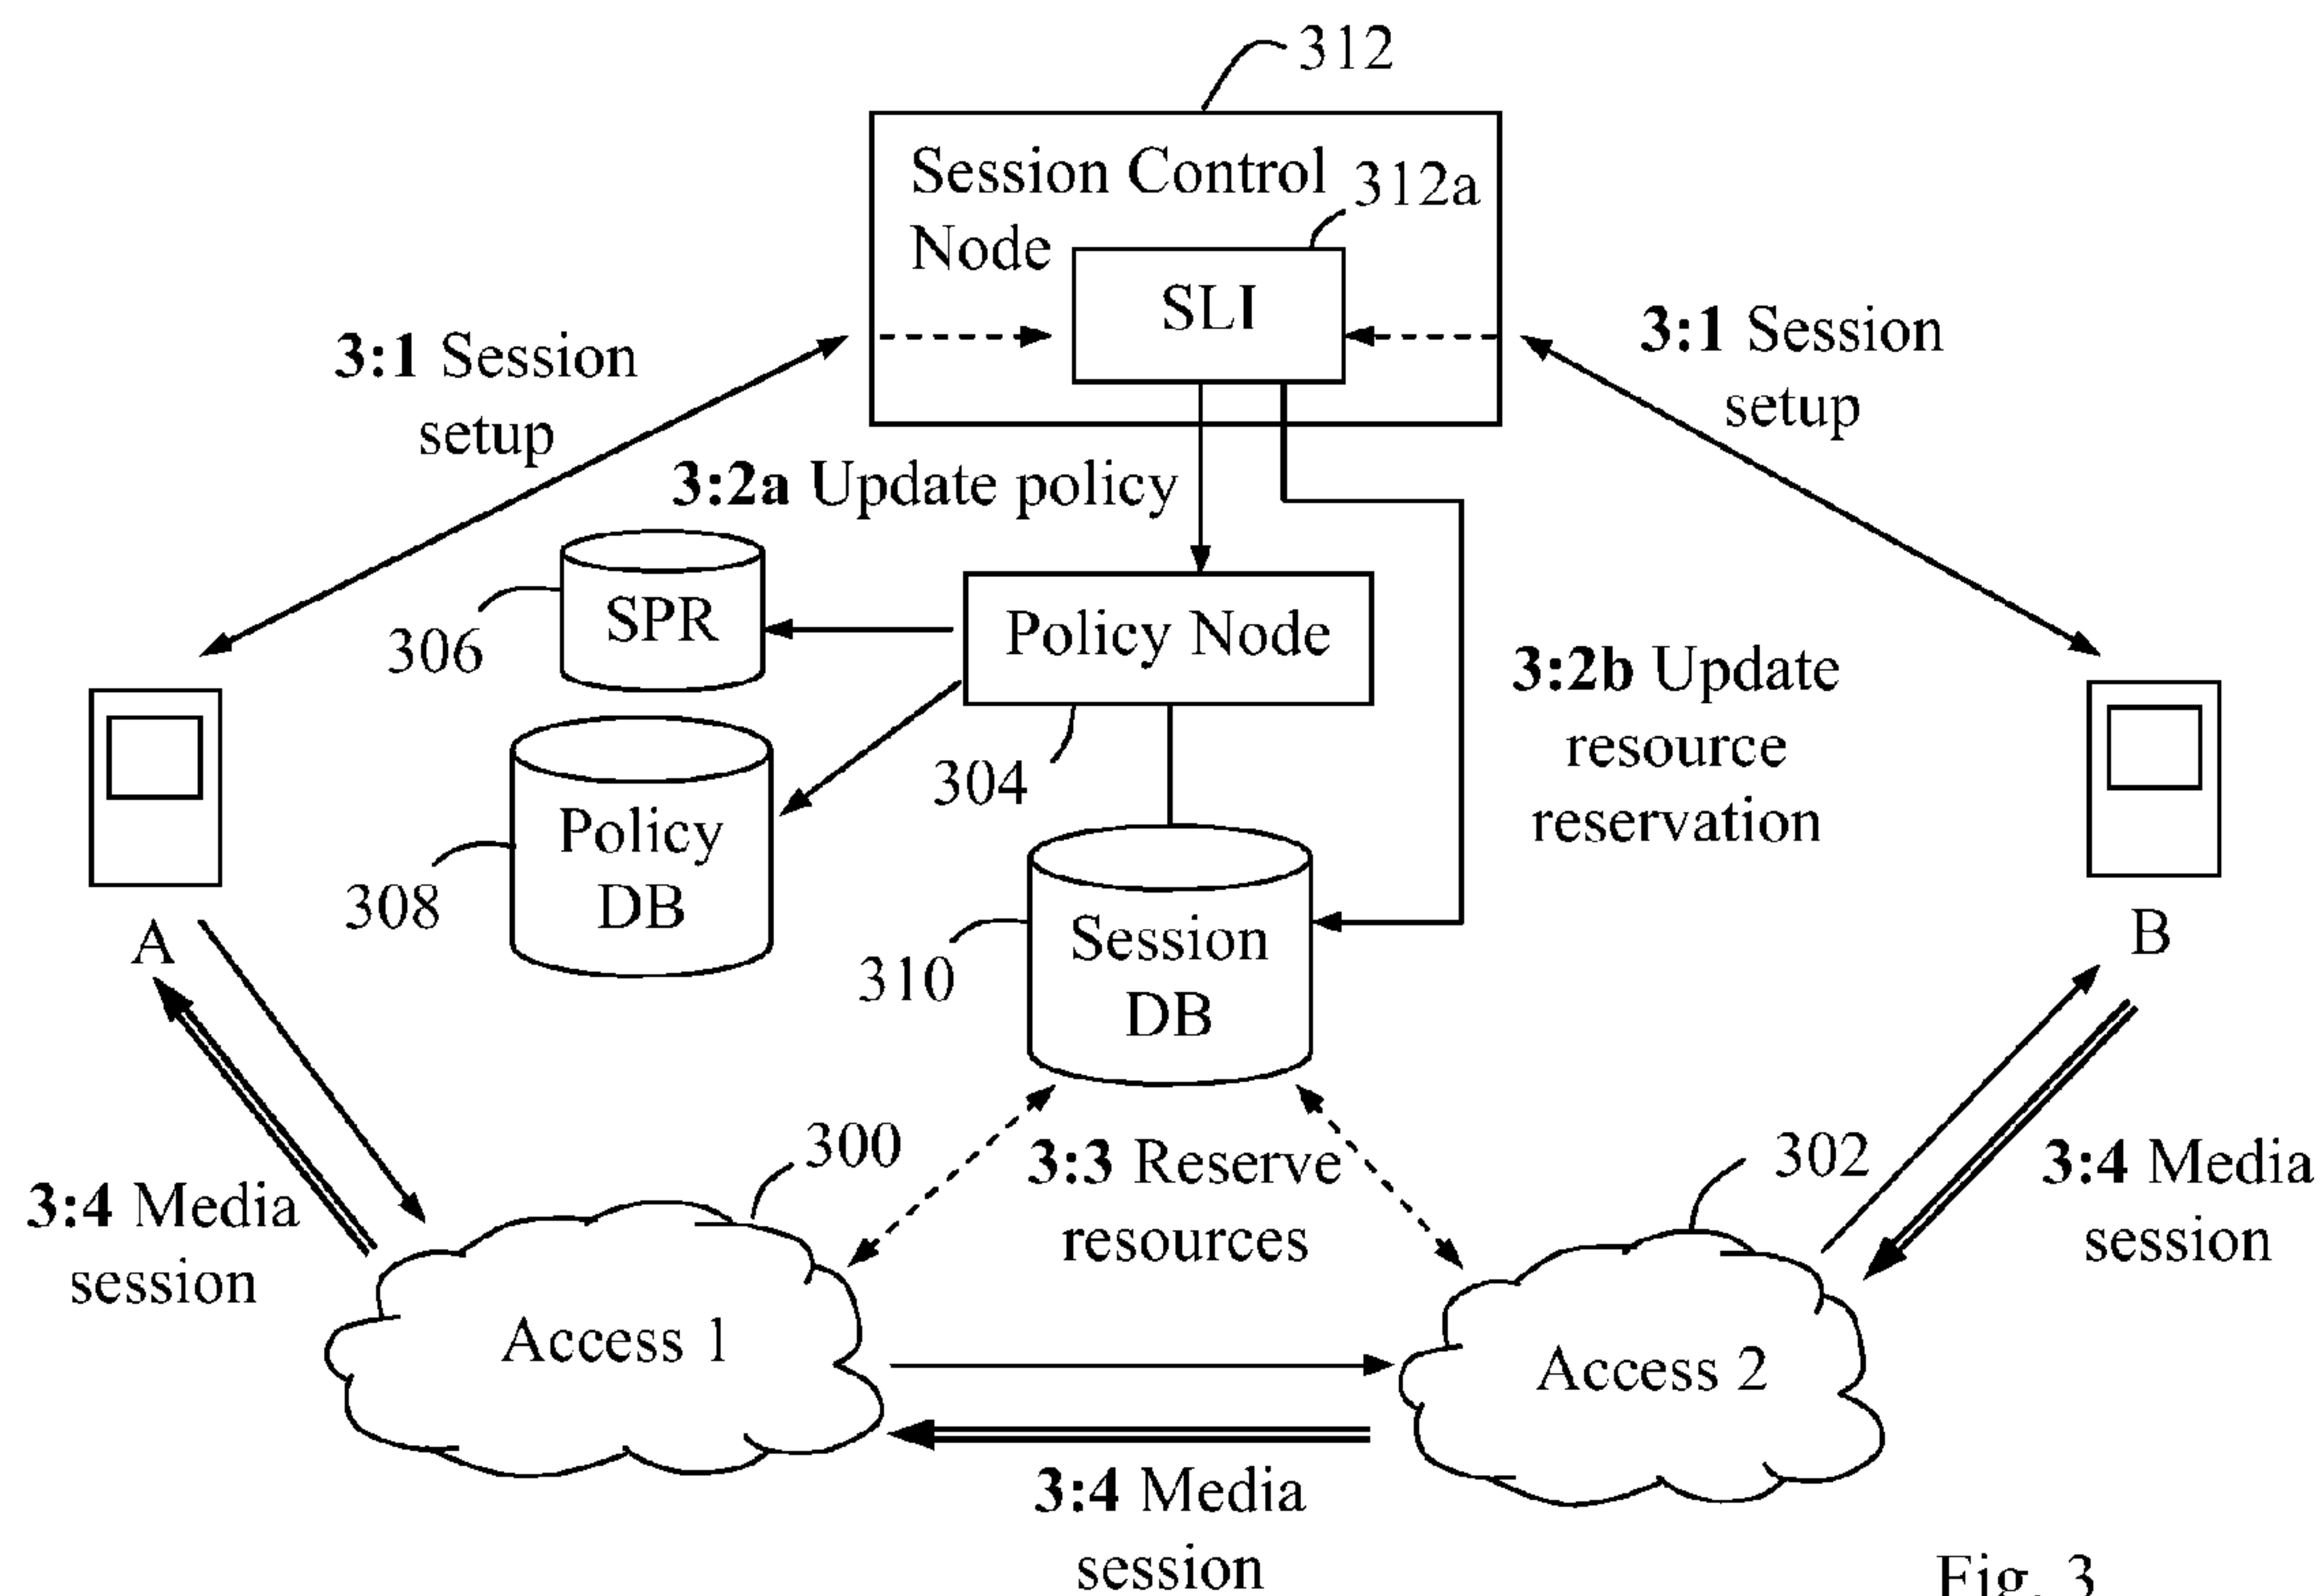 312
Session Control
Node
312a
SLI
3:1 Session
setup
3:1 Session
setup
3:2a Update policy
SPR
306
Policy Node
304
3:2b Update
resource
reservation
Policy
DB
308
Session
DB
310
A
B
300
3:3 Reserve
resources
302
3:4 Media
session
3:4 Media
session
Access 1
Access 2
3:4 Media
session
Fig. 3